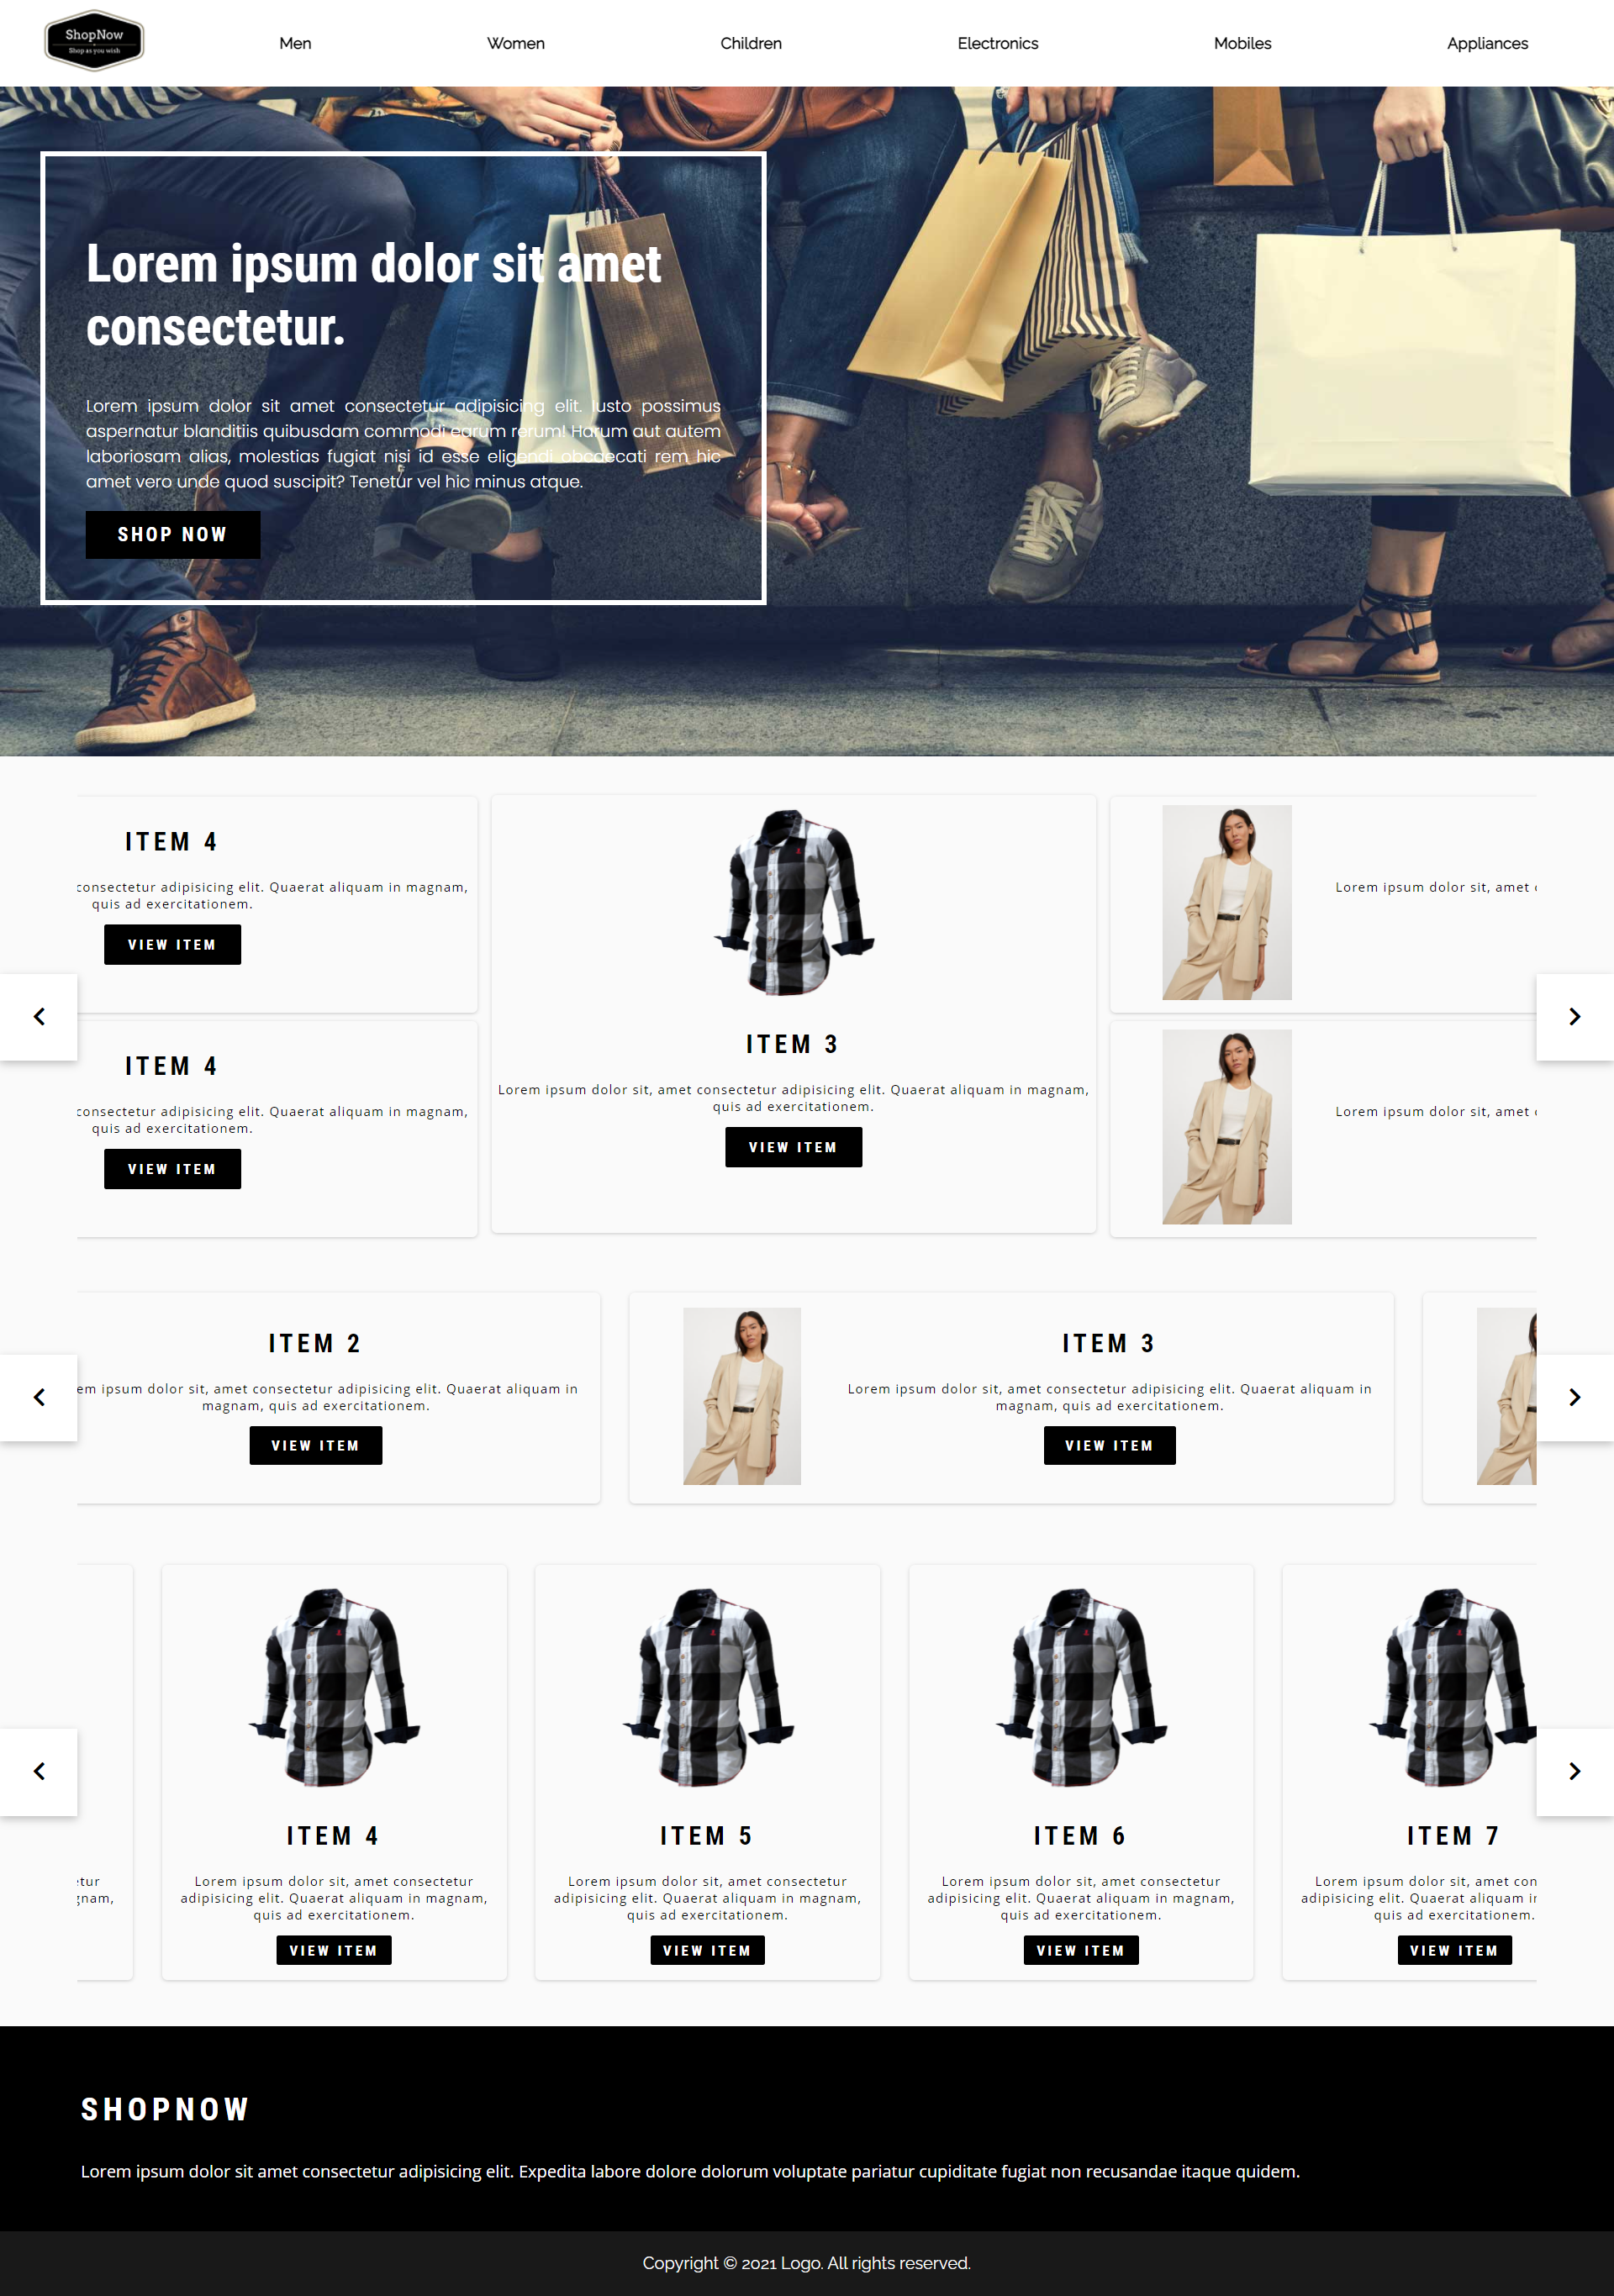 ShopNow
Shop as you wish
Men
Women
Children
Electronics
Mobiles
Appliances
Lorem ipsum dolor sit amet
consectetur.
Lorem ipsum dolor sit amet consectetur adipisicing elit. Iusto possimus
aspernatur blanditiis quibusdam commodi earum rerum! Harum aut autem
laboriosam alias, molestias fugiat nisi id esse eligendi obcaecati rem hic
amet vero unde quod suscipit? Tenetur vel hic minus atque.
SHOP NOW
ITEM 4
consectetur adipisicing elit. Quaerat aliquam in magnam,
quis ad exercitationem.
VIEW ITEM
ITEM 4
consectetur adipisicing elit. Quaerat aliquam in magnam,
quis ad exercitationem.
VIEW ITEM
ITEM 3
Lorem ipsum dolor sit, amet consectetur adipisicing elit. Quaerat aliquam in magnam,
quis ad exercitationem.
VIEW ITEM
Lorem ipsum dolor sit, amet
Lorem ipsum dolor sit, amet
ITEM 2
em ipsum dolor sit, amet consectetur adipisicing elit. Quaerat aliquam in
magnam, quis ad exercitationem.
VIEW ITEM
ITEM 3
Lorem ipsum dolor sit, amet consectetur adipisicing elit. Quaerat aliquam in
magnam, quis ad exercitationem.
VIEW ITEM
etur
gnam,
ITEM 4
Lorem ipsum dolor sit, amet consectetur
adipisicing elit. Quaerat aliquam in magnam,
quis ad exercitationem.
VIEW ITEM
ITEM 5
Lorem ipsum dolor sit, amet consectetur
adipisicing elit. Quaerat aliquam in magnam,
quis ad exercitationem.
VIEW ITEM
ITEM 6
Lorem ipsum dolor sit, amet consectetur
adipisicing elit. Quaerat aliquam in magnam,
quis ad exercitationem.
VIEW ITEM
ITEM 7
Lorem ipsum dolor sit, amet con
adipisicing elit. Quaerat aliquam in
quis ad exercitationem.
VIEW ITEM
SHOPNOW
Lorem ipsum dolor sit amet consectetur adipisicing elit. Expedita labore dolore dolorum voluptate pariatur cupiditate fugiat non recusandae itaque quidem.
Copyright © 2021 Logo. All rights reserved.